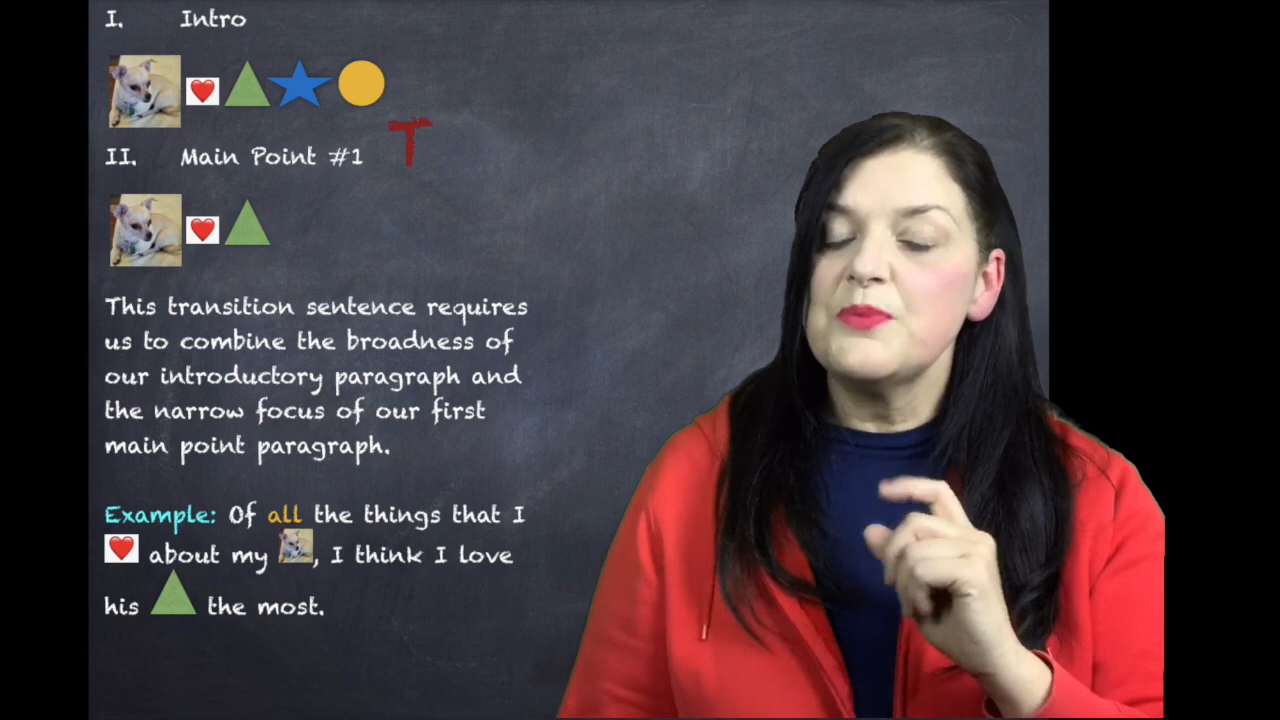 I. Intro
T
II. Main Point #1
This transition sentence requires
us to combine the broadness of
our introductory paragraph and
the narrow focus of our first
main point paragraph.
Example: Of all the things that I
about my , I think I love
his the most.